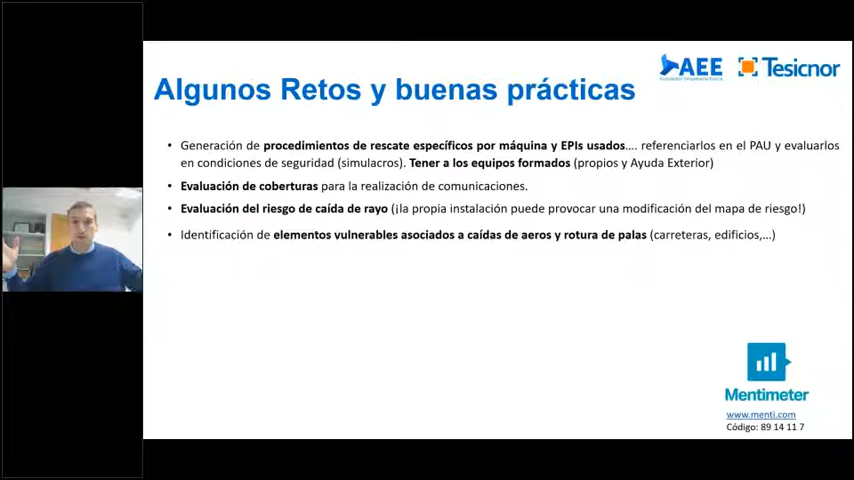 AEE
Tesicnor
Algunos Retos y buenas prácticas
• Generación de procedimientos de rescate específicos por máquina y EPIs usados.... referenciarlos en el PAU y evaluarlos
en condiciones de seguridad (simulacros). Tener a los equipos formados (propios y Ayuda Exterior)
• Evaluación de coberturas para la realización de comunicaciones.
• Evaluación del riesgo de caída de rayo (¡la propia instalación puede provocar una modificación del mapa de riesgo!)
• Identificación de elementos vulnerables asociados a caídas de aeros y rotura de palas (carreteras, edificios,...)
Mentimeter
www.menti.com
Código: 89 14 11 7